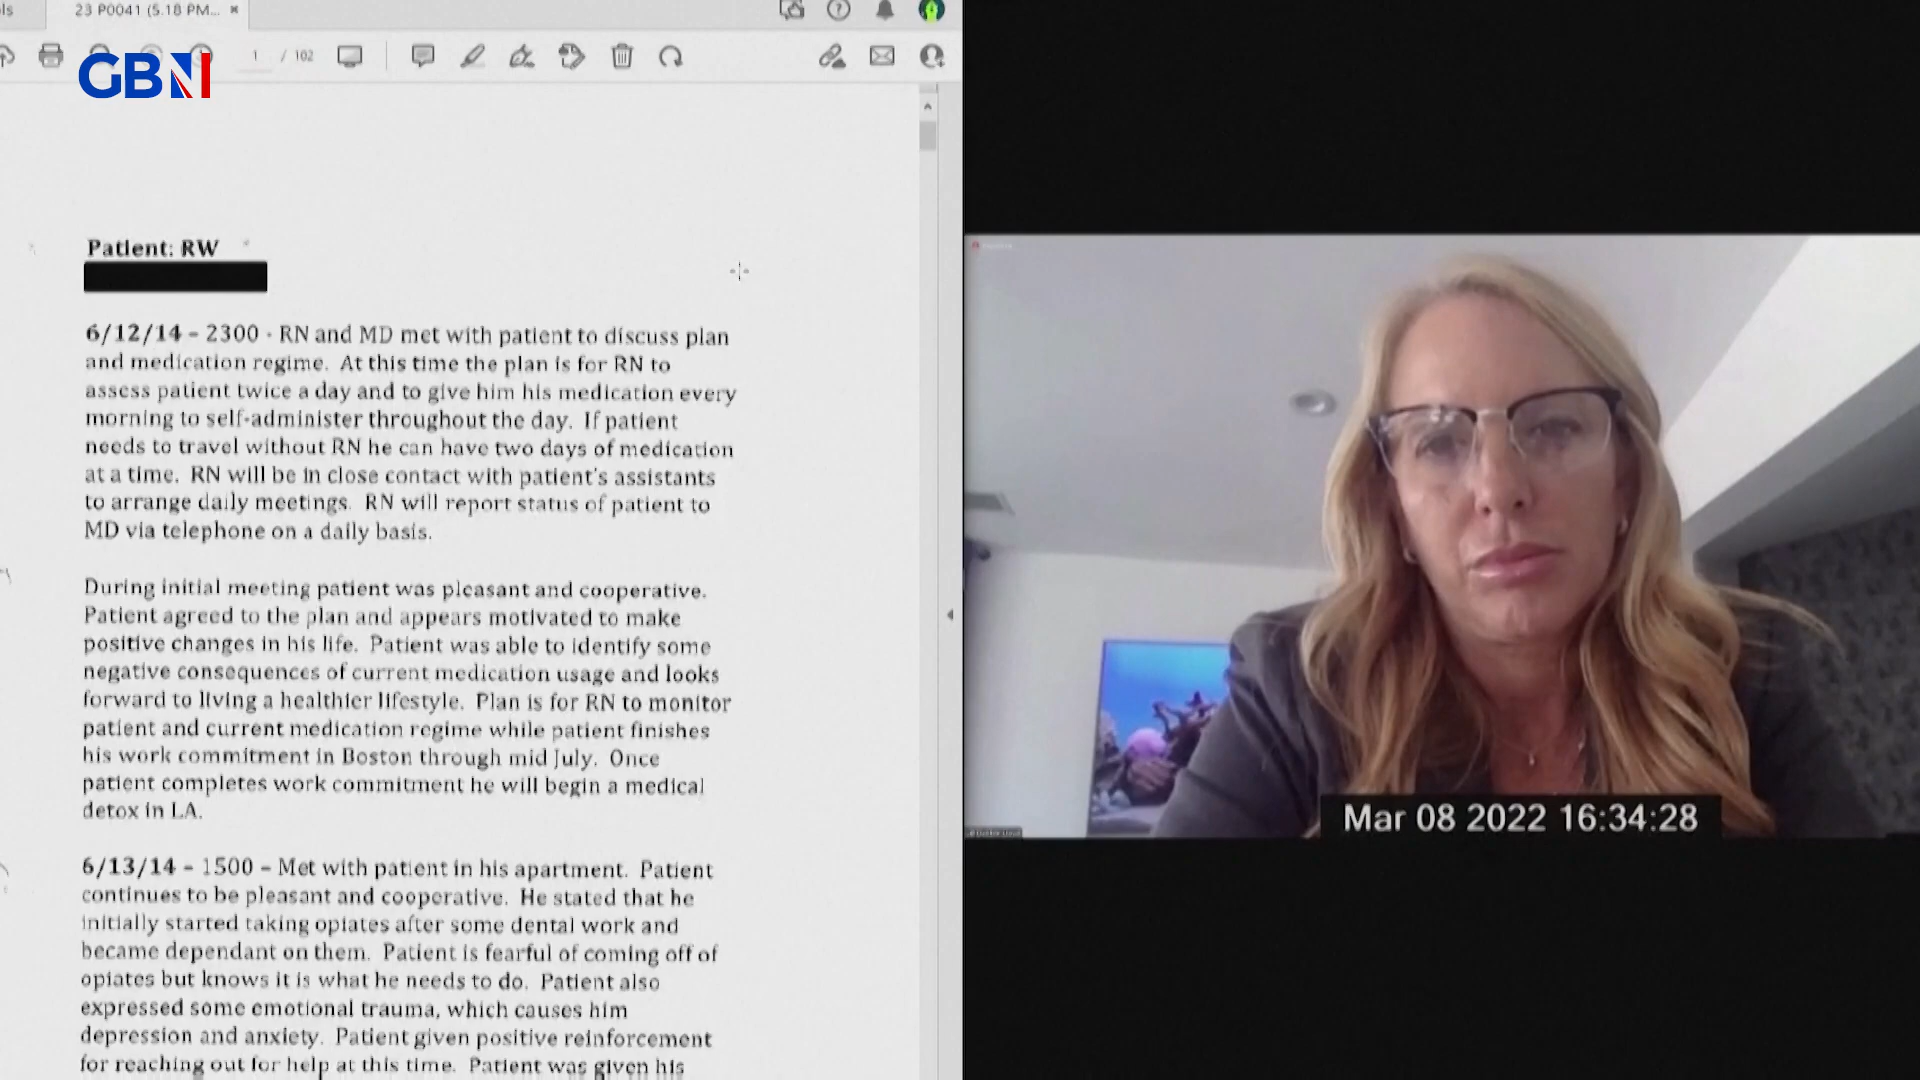 23 P0041 (5.18 PM...
1 / 102
GBN
Patient: RW
6/12/14 – 2300 - RN and MD met with patient to discuss plan
and medication regime. At this time the plan is for RN to
assess patient twice a day and to give him his medication every
morning to self-administer throughout the day. If patient
needs to travel without RN he can have two days of medication
at a time. RN will be in close contact with patient's assistants
to arrange daily meetings. RN will report status of patient to
MD via telephone on a daily basis.
During initial meeting patient was pleasant and cooperative.
Patient agreed to the plan and appears motivated to make
positive changes in his life. Patient was able to identify some
negative consequences of current medication usage and looks
forward to living a healthier lifestyle. Plan is for RN to monitor
patient and current medication regime while patient finishes
his work commitment in Boston through mid July. Once
patient completes work commitment he will begin a medical
detox in LA.
6/13/14 – 1500 – Met with patient in his apartment. Patient
continues to be pleasant and cooperative. He stated that he
initially started taking opiates after some dental work and
became dependant on them. Patient is fearful of coming off of
opiates but knows it is what he needs to do. Patient also
expressed some emotional trauma, which causes him
depression and anxiety. Patient given positive reinforcement
for reaching out for help at this time. Patient was given his
Mar 08 2022 16:34:28